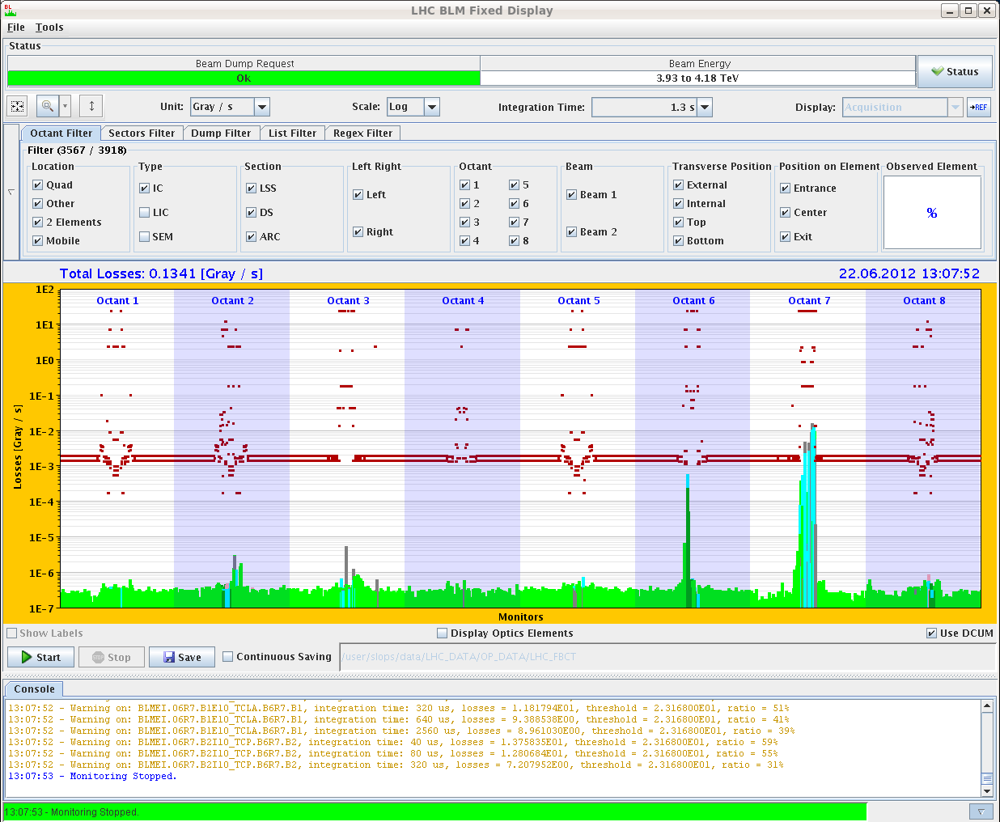 BL
LHC BLM Fixed Display
File Tools
Status
Beam Dump Request Beam Energy
Ok 3.93 to 4.18 TeV
Status
Unit: Gray / s Scale: Log Integration Time: 1.3 s Display: Acquisition REF
Octant Filter Sectors Filter Dump Filter List Filter Regex Filter
Filter (3567 / 3918)
Location Type Section Left Right Octant Beam Transverse Position Position on Element Observed Element
Quad IC LSS Left 1 5 Beam 1 External Entrance
Other LIC DS Right 2 6 Beam 2 Internal Center %
2 Elements SEM ARC 3 7 Top Exit
Mobile 4 8 Bottom
Total Losses: 0.1341 [Gray / s] 22.06.2012 13:07:52
Octant 1 Octant 2 Octant 3 Octant 4 Octant 5 Octant 6 Octant 7 Octant 8
1E2
1E1
1E0
1E-1
1E-2
1E-3
1E-4
1E-5
1E-6
1E-7
Losses [Gray / s]
Monitors
Show Labels Display Optics Elements Use DCUM
Start Stop Save Continuous Saving /user/slops/data/LHC_DATA/OP_DATA/LHC_FBCT
Console
13:07:52 - Warning on: BLMEI.06R7.B1E10_TCLA.B6R7.B1, integration time: 320 us, losses = 1.181794E01, threshold = 2.316800E01, ratio = 51%
13:07:52 - Warning on: BLMEI.06R7.B1E10_TCLA.B6R7.B1, integration time: 640 us, losses = 9.388538E00, threshold = 2.316800E01, ratio = 41%
13:07:52 - Warning on: BLMEI.06R7.B1E10_TCLA.B6R7.B1, integration time: 2560 us, losses = 8.961030E00, threshold = 2.316800E01, ratio = 39%
13:07:52 - Warning on: BLMEI.06R7.B2I10_TCP.B6R7.B2, integration time: 40 us, losses = 1.375835E01, threshold = 2.316800E01, ratio = 59%
13:07:52 - Warning on: BLMEI.06R7.B2I10_TCP.B6R7.B2, integration time: 80 us, losses = 1.280684E01, threshold = 2.316800E01, ratio = 55%
13:07:52 - Warning on: BLMEI.06R7.B2I10_TCP.B6R7.B2, integration time: 320 us, losses = 7.207952E00, threshold = 2.316800E01, ratio = 31%
13:07:53 - Monitoring Stopped.
13:07:53 - Monitoring Stopped.